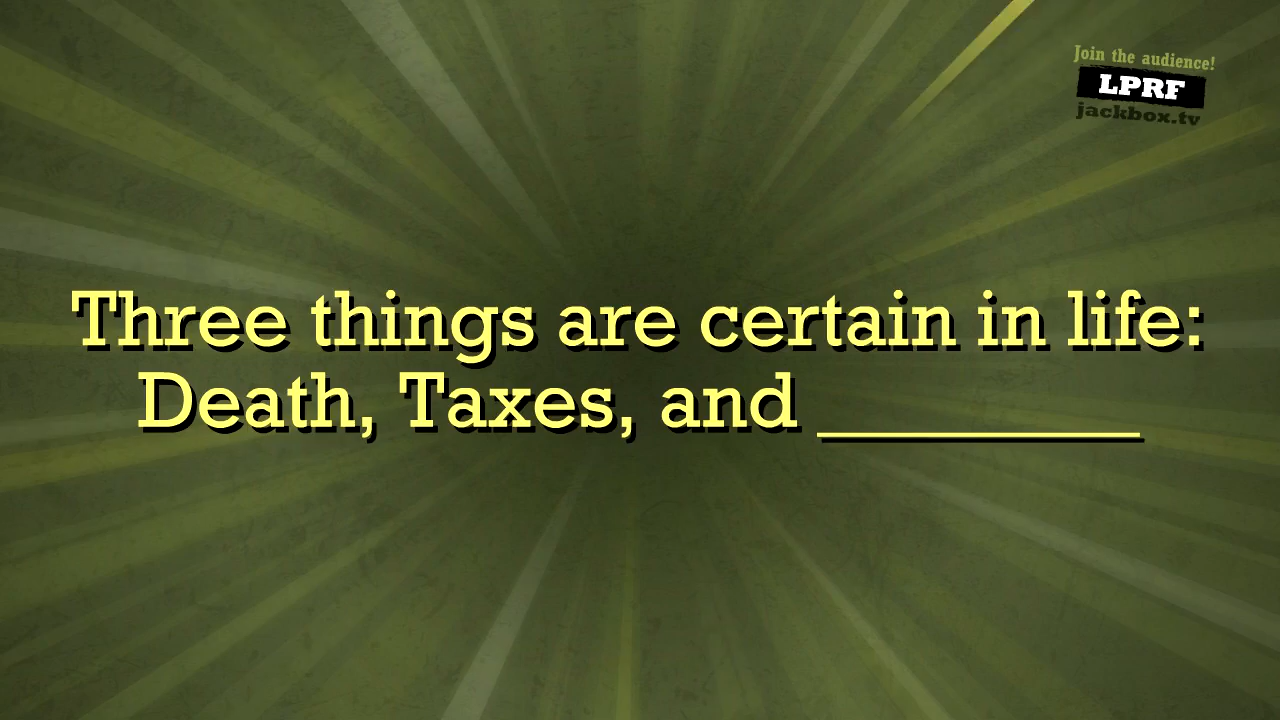 Join the audience!
LPRF
jackbox.tv
Three things are certain in life:
Death, Taxes, and ________